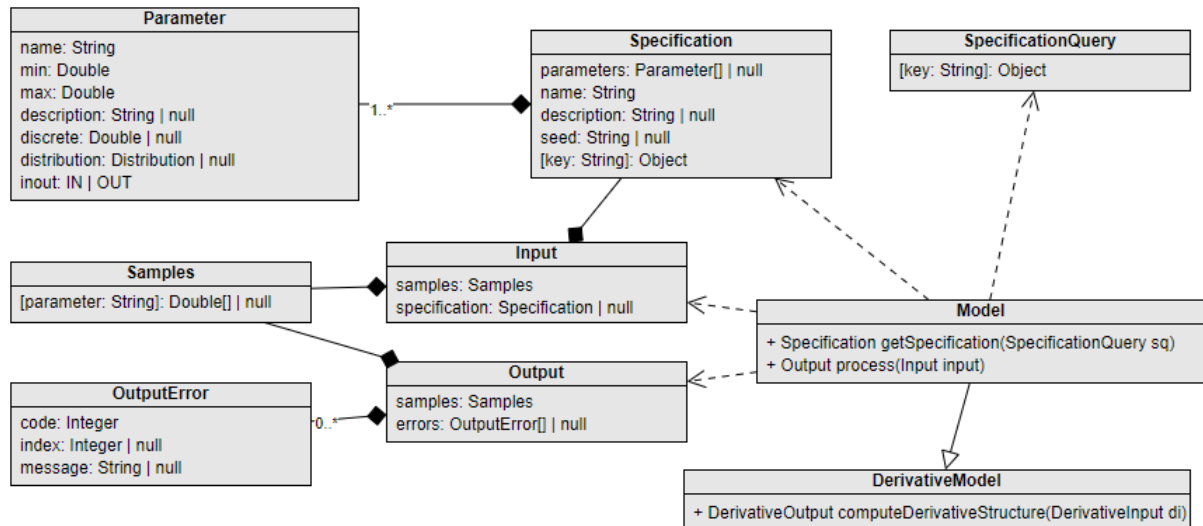 Parameter
name: String
min: Double
max: Double
description: String | null
discrete: Double | null
distribution: Distribution | null
inout: IN | OUT
1..*
Specification
parameters: Parameter[] | null
name: String
description: String | null
seed: String | null
[key: String]: Object
SpecificationQuery
[key: String]: Object
Samples
[parameter: String]: Double[] | null
Input
samples: Samples
specification: Specification | null
Model
+ Specification getSpecification(SpecificationQuery sq)
+ Output process(Input input)
OutputError
code: Integer
index: Integer | null
message: String | null
0..*
Output
samples: Samples
errors: OutputError[] | null
DerivativeModel
+ DerivativeOutput computeDerivativeStructure(DerivativeInput di)